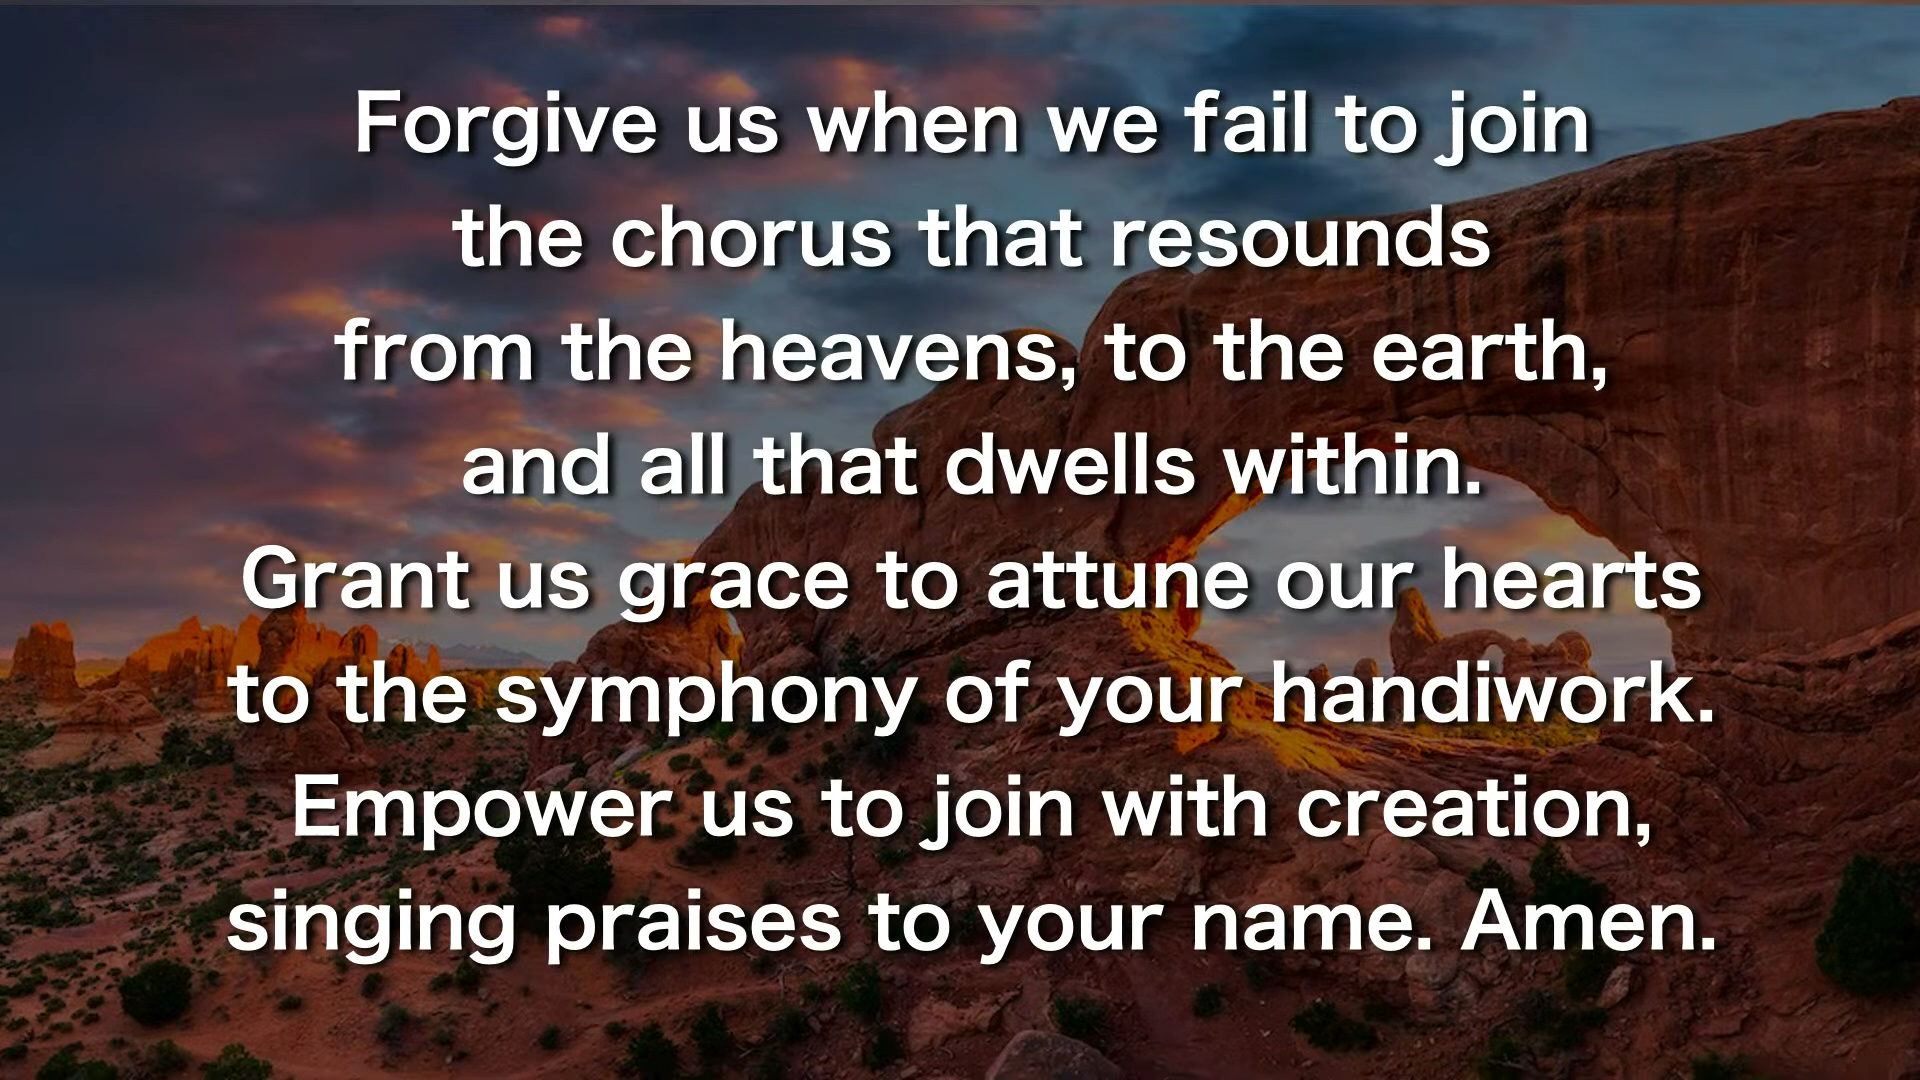 Forgive us when we fail to join
the chorus that resounds
from the heavens, to the earth,
and all that dwells within.
Grant us grace to attune our hearts
to the symphony of your handiwork.
Empower us to join with creation,
singing praises to your name. Amen.